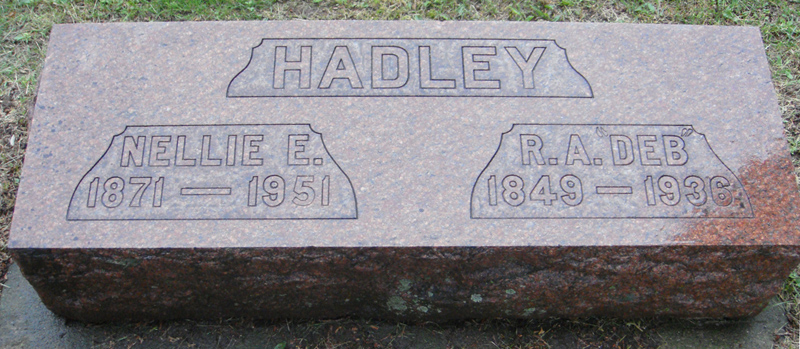 HADLEY
NELLIE E.
1871 — 1951
R.A. "DEB"
1849 — 1936